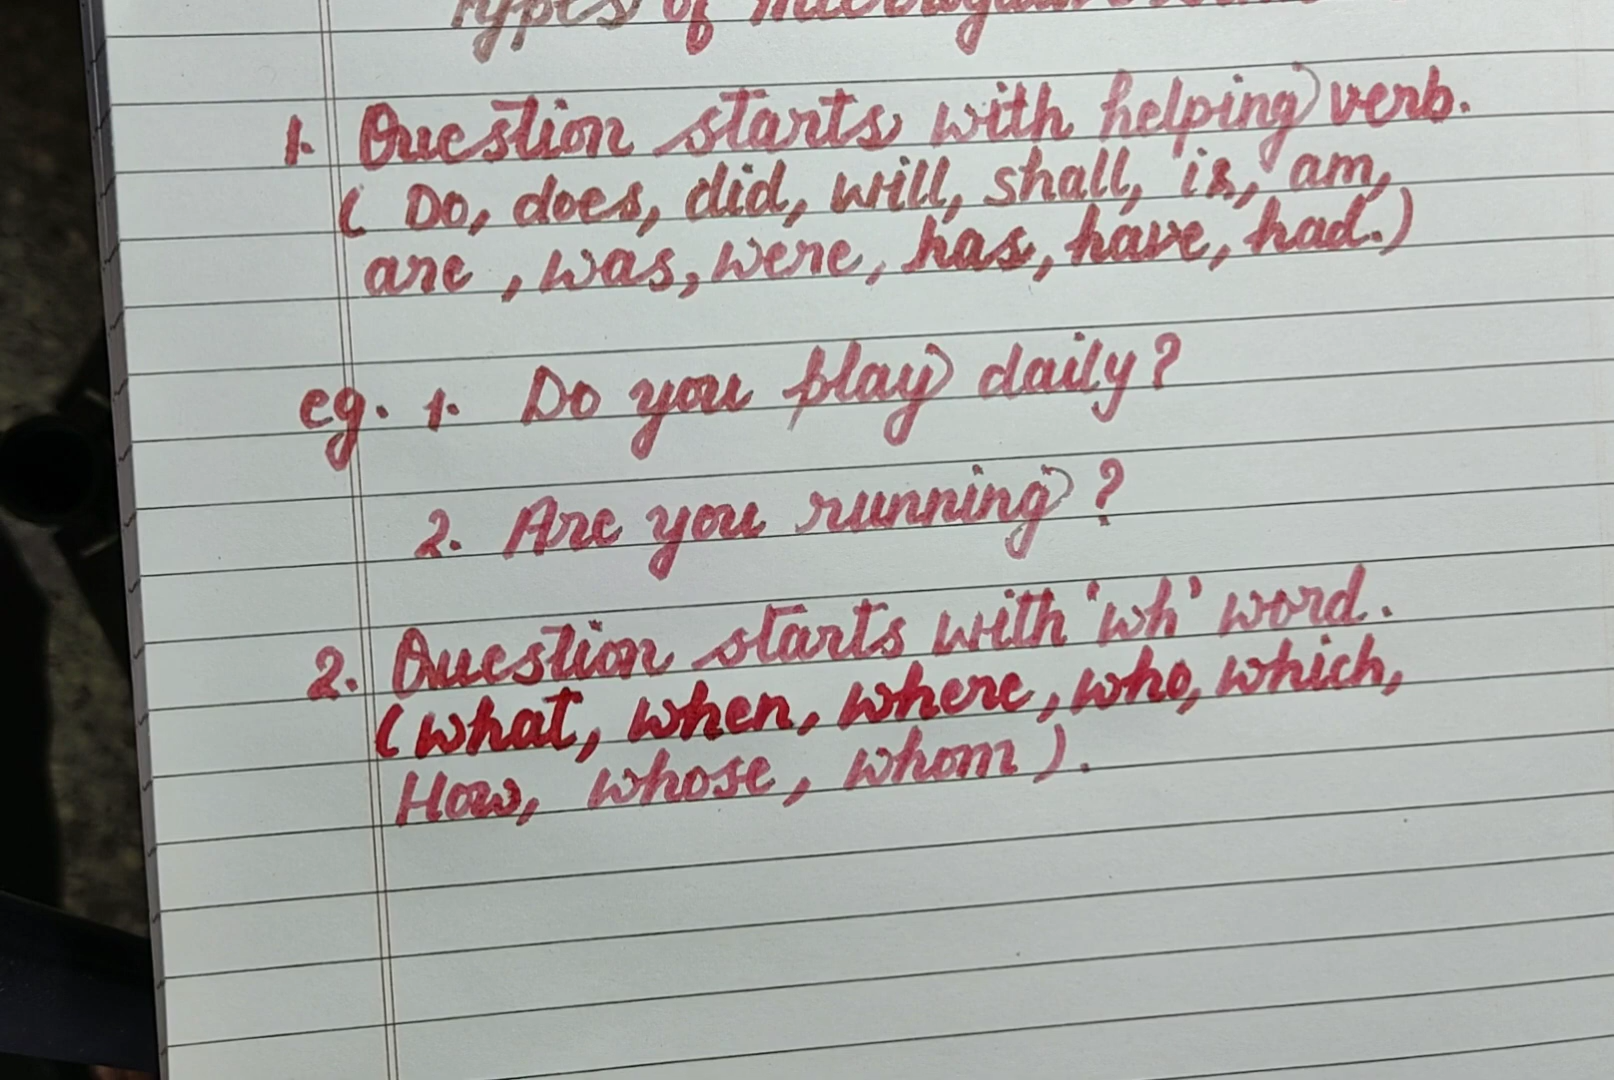 Types of
1. Question starts with helping verb.
( Do, does, did, will, shall, is, am,
are, was, were, has, have, had.)
eg. 1. Do you play daily?
2. Are you running?
2. Question starts with 'wh' word.
(what, when, where, who, which,
How, whose, whom).